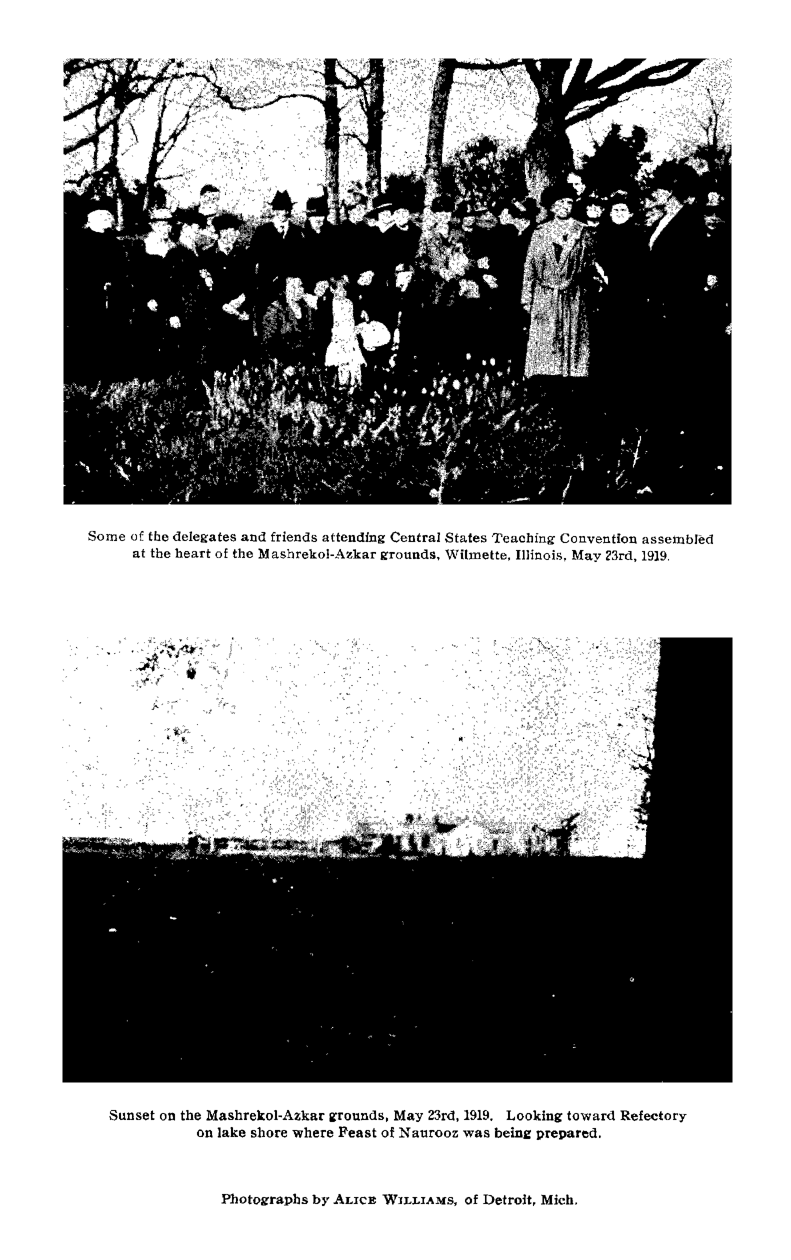 Some of the delegates and friends attending Central States Teaching Convention assembled
at the heart of the Mashrekol-Azkar grounds, Wilmette, Illinois, May 23rd, 1919.
Sunset on the Mashrekol-Azkar grounds, May 23rd, 1919. Looking toward Refectory
on lake shore where Feast of Naurooz was being prepared.
Photographs by ALICE WILLIAMS, of Detroit, Mich.